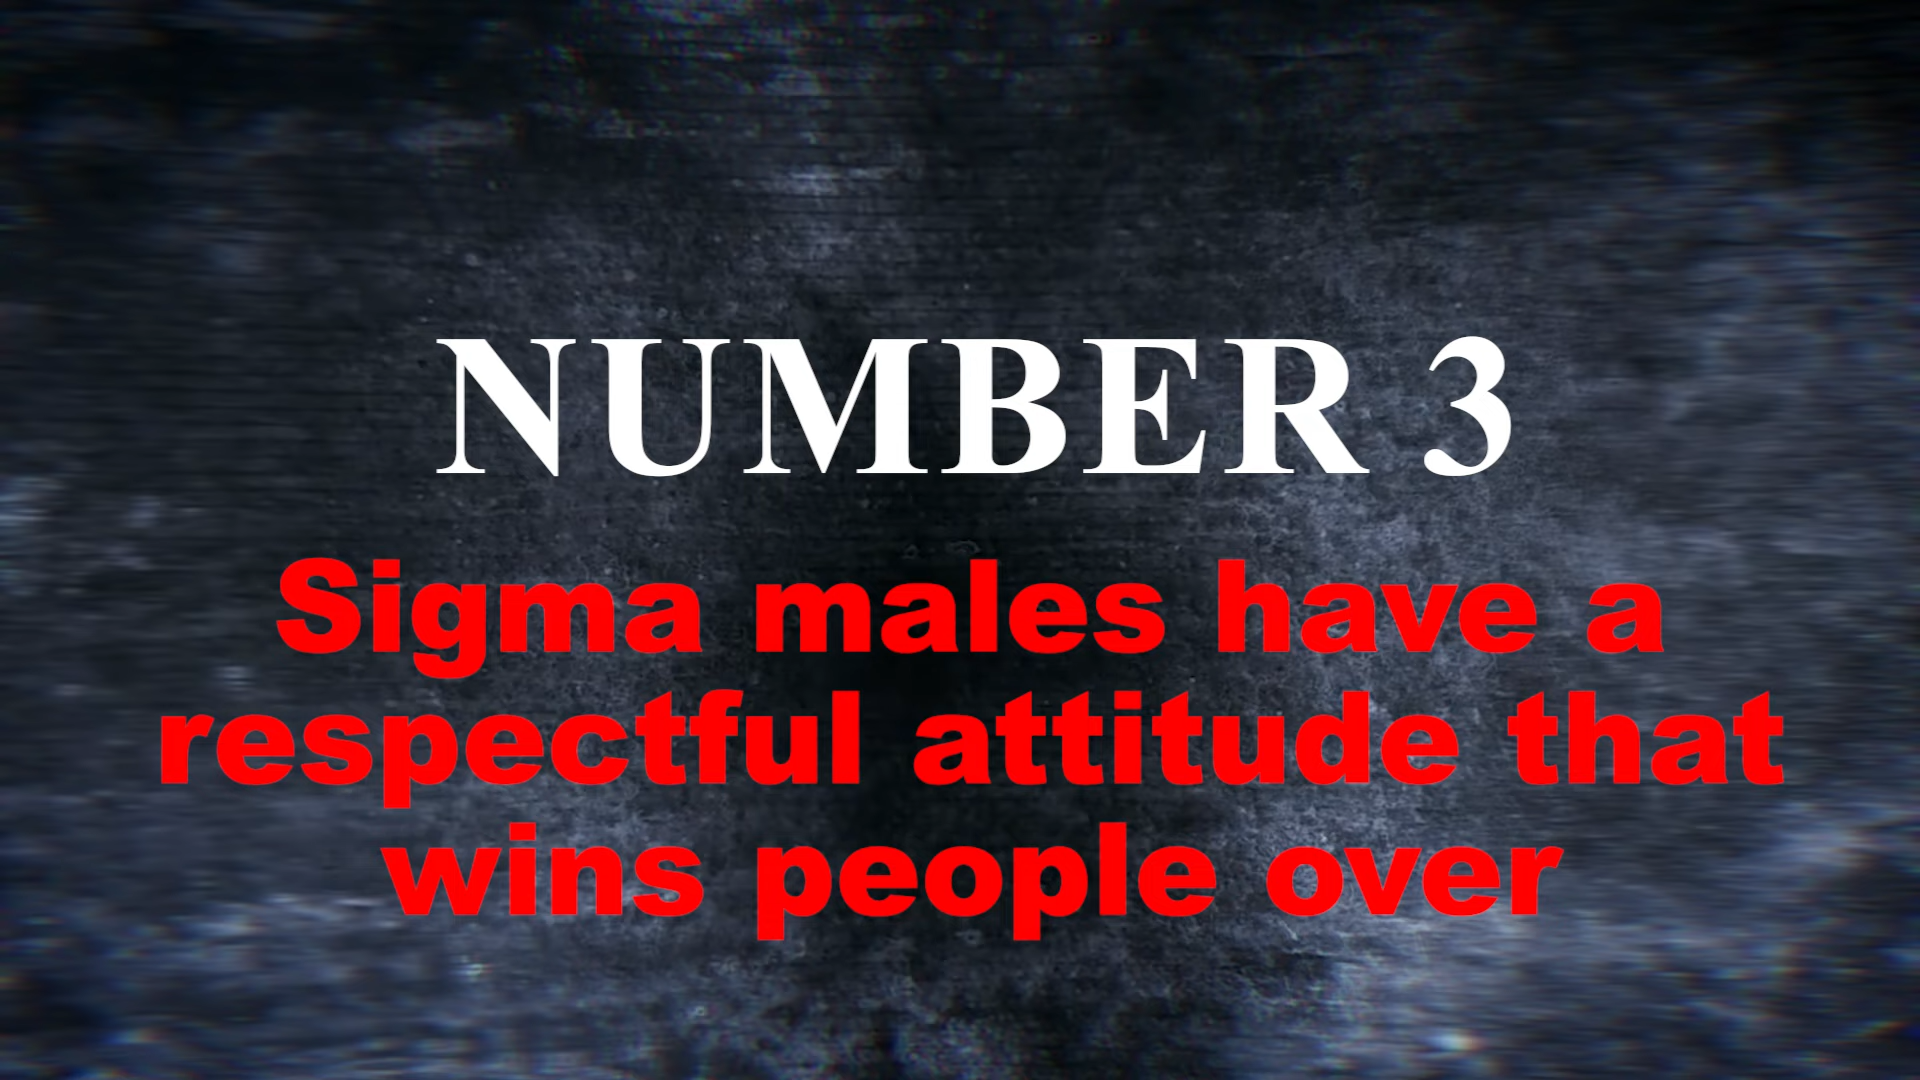 NUMBER 3
Sigma males have a
respectful attitude that
wins people over